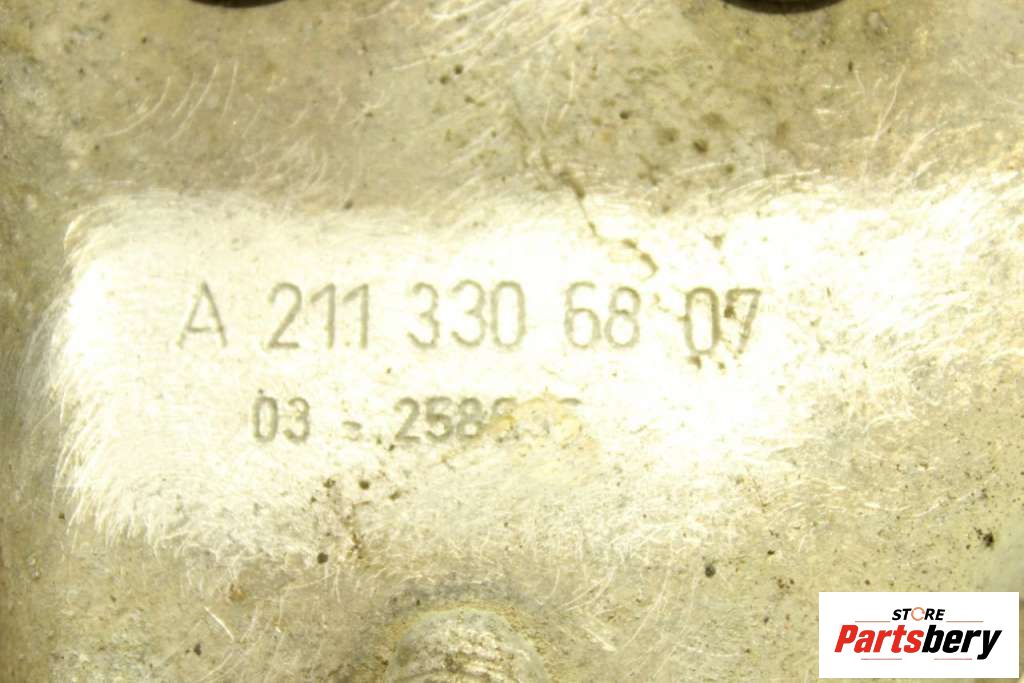 A 211 330 68 07
03 -
STORE
Partsbery